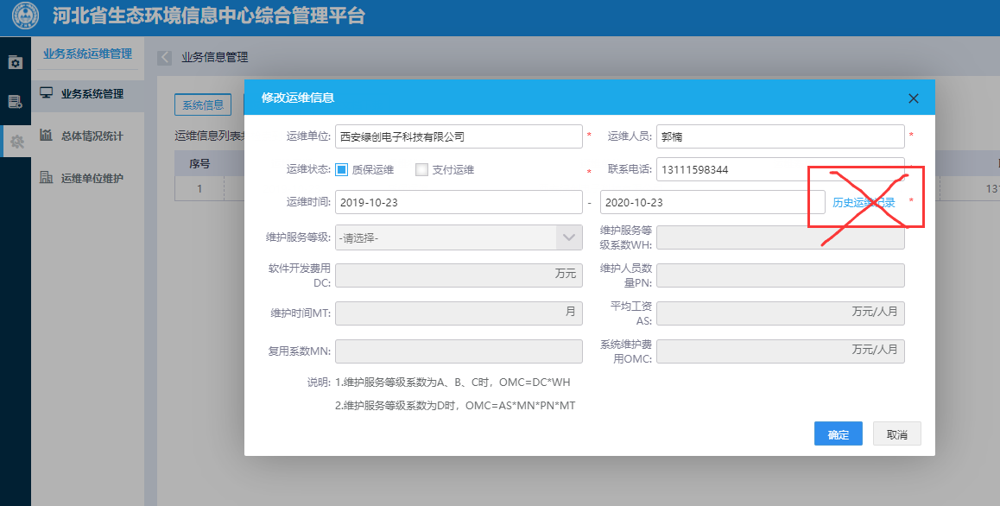 河北省生态环境信息中心综合管理平台
业务系统运维管理
业务信息管理
业务系统管理
总体情况统计
运维单位维护
系统信息
运维信息列表
序号
1
13
修改运维信息
运维单位: 西安绿创电子科技有限公司 * 运维人员: 郭楠 *
运维状态: 质保运维 支付运维 * 联系电话: 13111598344
运维时间: 2019-10-23 - 2020-10-23 历史运维记录 *
维护服务等级: -请选择- 维护服务等
级系数WH:
软件开发费用 万元 维护人员数
DC: 量PN:
维护时间MT: 月 平均工资 万元/人月
AS:
复用系数MN: 系统维护费 万元/人月
用OMC:
说明: 1.维护服务等级系数为A、B、C时，OMC=DC*WH
2.维护服务等级系数为D时，OMC=AS*MN*PN*MT
确定 取消